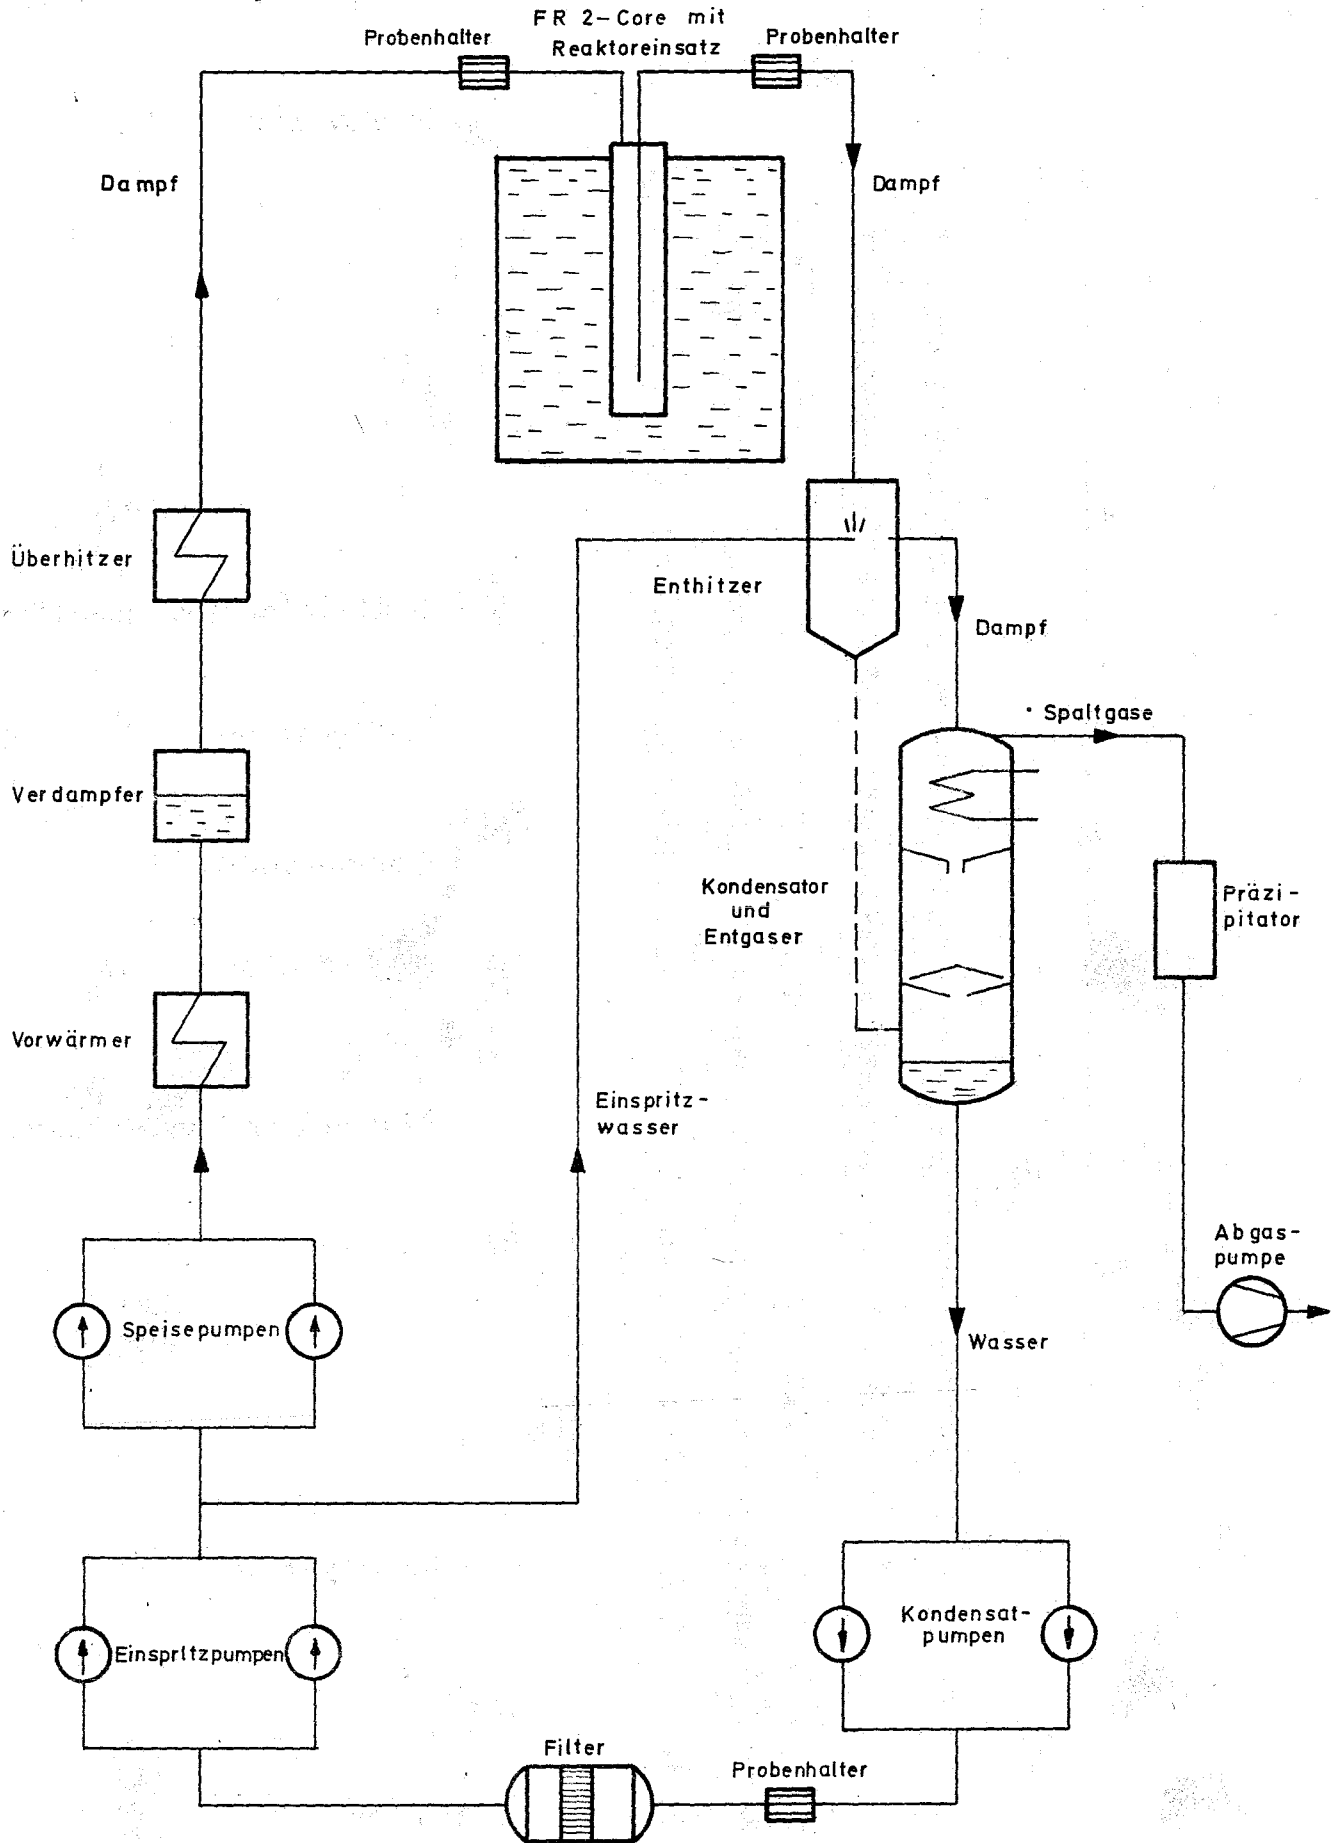 FR 2-Core mit
Reaktoreinsatz
Probenhalter
Probenhalter
Dampf
Dampf
Überhitzer
Enthitzer
Dampf
Spaltgase
Verdampfer
Kondensator
und
Entgaser
Präzi-
pitator
Vorwärmer
Einspritz-
wasser
Abgas-
pumpe
Speisepumpen
Wasser
Kondensat-
pumpen
Einspritzpumpen
Filter
Probenhalter